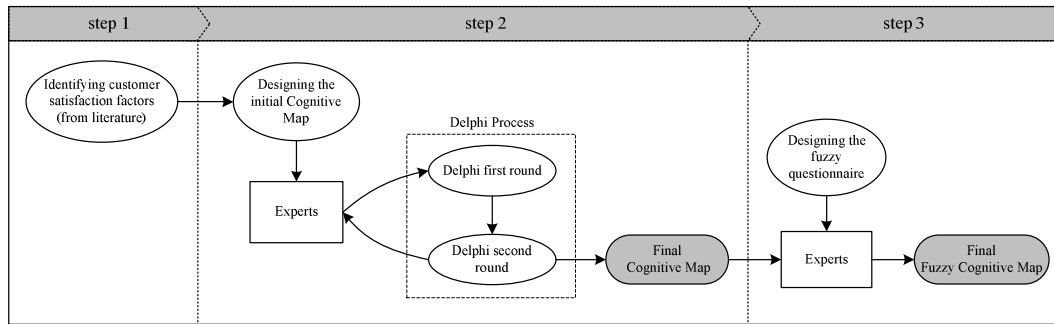 step 1
step 2
step 3
Identifying customer
satisfaction factors
(from literature)
Designing the
initial Cognitive
Map
Experts
Delphi Process
Delphi first round
Delphi second
round
Final
Cognitive Map
Designing the
fuzzy
questionnaire
Experts
Final
Fuzzy Cognitive Map